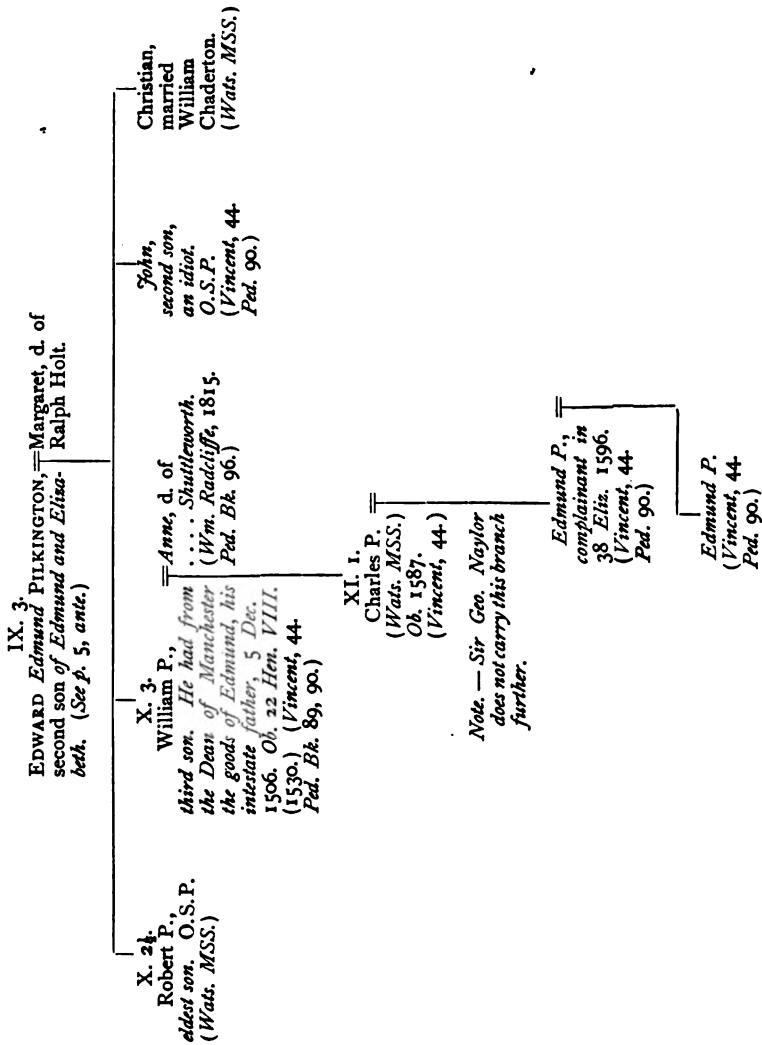 IX. 3.
EDWARD Edmund PILKINGTON,
second son of Edmund and Eliza-
beth. (See p. 5, ante.)
Margaret, d. of
Ralph Holt.
X. 2½.
Robert P.,
eldest son. O.S.P.
(Wats. MSS.)
X. 3.
William P.,
third son. He had from
the Dean of Manchester
the goods of Edmund, his
intestate father, 5 Dec.
1506. Ob. 22 Hen. VIII.
(1530.) (Vincent, 44.
Ped. Bk. 89, 90.)
Anne, d. of
.... Shuttleworth.
(Wm. Radcliffe, 1815.
Ped. Bk. 96.)
John,
second son,
an idiot.
O.S.P.
(Vincent, 44.
Ped. 90.)
Christian,
married
William
Chaderton.
(Wats. MSS.)
XI. 1.
Charles P.
(Wats. MSS.)
Ob. 1587.
(Vincent, 44.)
Note.—Sir Geo. Naylor
does not carry this branch
further.
Edmund P.,
complainant in
38 Eliz. 1596.
(Vincent, 44.
Ped. 90.)
Edmund P.
(Vincent, 44.
Ped. 90.)